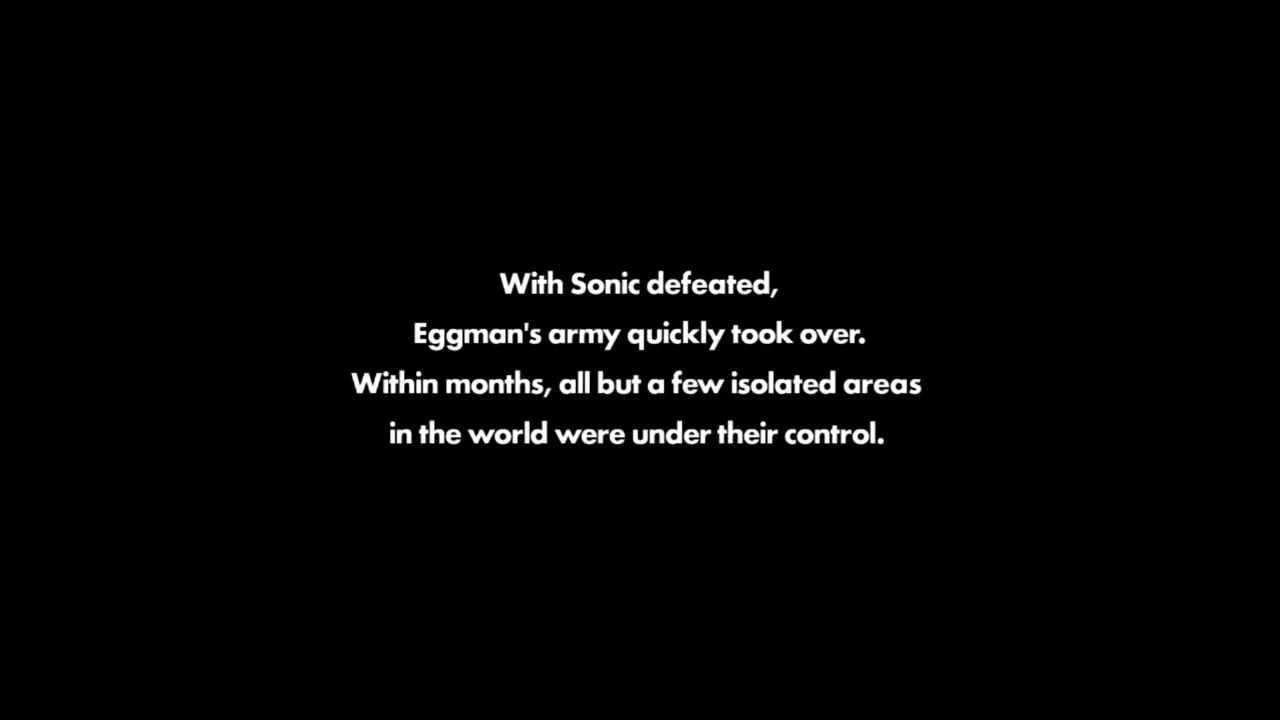 With Sonic defeated,
Eggman's army quickly took over.
Within months, all but a few isolated areas
in the world were under their control.